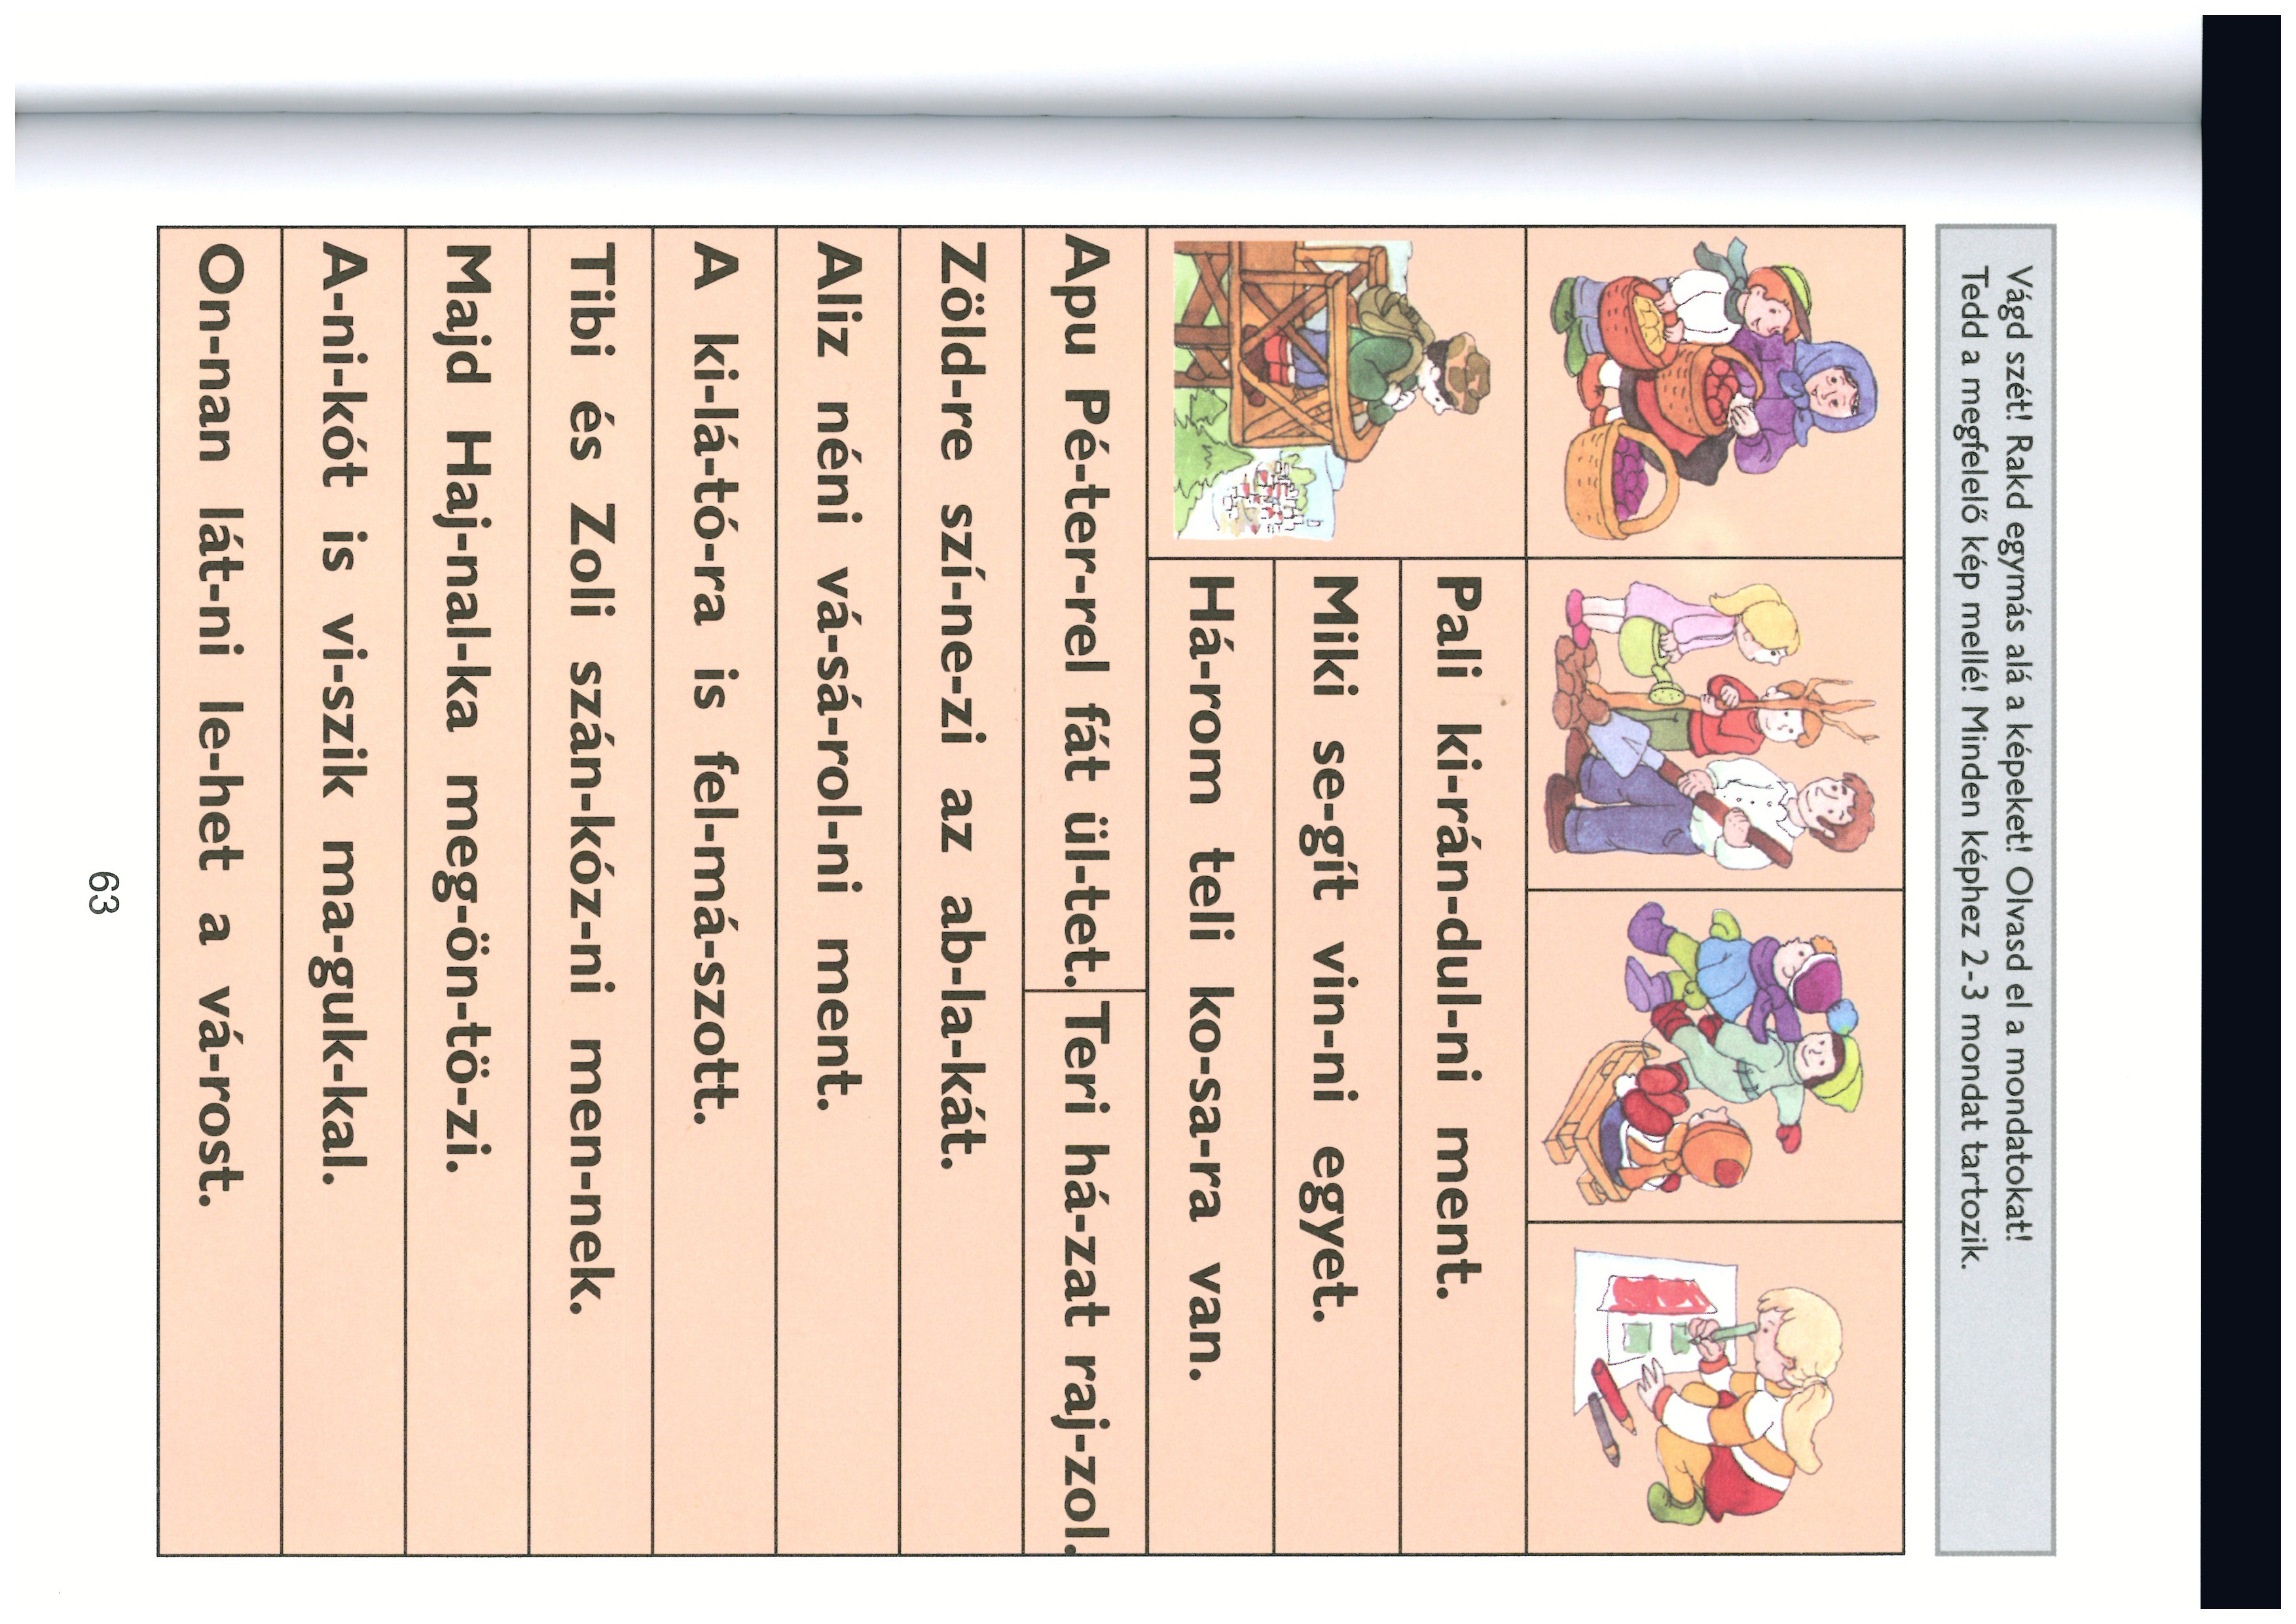 Vágd szét! Rakd egymás alá a képeket! Olvasd el a mondatokat!
Tedd a megfelelő kép mellé! Minden képhez 2-3 mondat tartozik.
Pali ki-rán-dul-ni ment.
Miki se-gít vin-ni egyet.
Há-rom teli ko-sa-ra van.
Apu Pé-ter-rel fát ül-tet.
Teri há-zat raj-zol.
Zöld-re szí-ne-zi az ab-la-kát.
Aliz néni vá-sá-rol-ni ment.
A ki-lá-tó-ra is fel-má-szott.
Tibi és Zoli szán-kóz-ni men-nek.
Majd Haj-nal-ka meg-ön-tö-zi.
A-ni-kót is vi-szik ma-guk-kal.
On-nan lát-ni le-het a vá-rost.
63